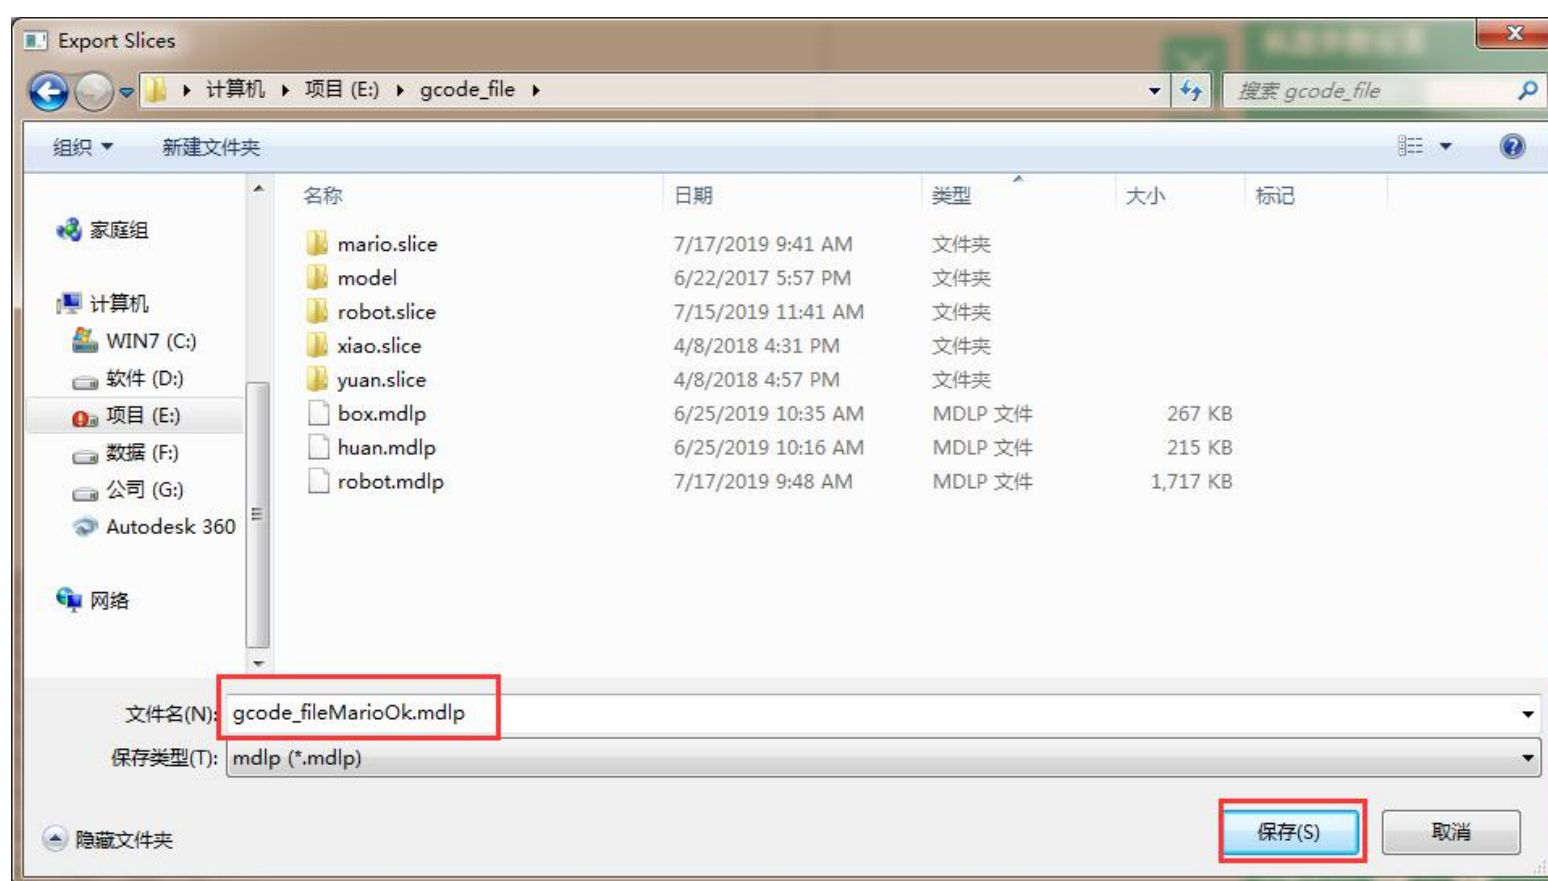 Export Slices
计算机 项目 (E:) gcode_file
搜索 gcode_file
组织 新建文件夹
名称 日期 类型 大小 标记
家庭组
计算机
WIN7 (C:)
软件 (D:)
项目 (E:)
数据 (F:)
公司 (G:)
Autodesk 360
网络
mario.slice 7/17/2019 9:41 AM 文件夹
model 6/22/2017 5:57 PM 文件夹
robot.slice 7/15/2019 11:41 AM 文件夹
xiao.slice 4/8/2018 4:31 PM 文件夹
yuan.slice 4/8/2018 4:57 PM 文件夹
box.mdlp 6/25/2019 10:35 AM MDLP 文件 267 KB
huan.mdlp 6/25/2019 10:16 AM MDLP 文件 215 KB
robot.mdlp 7/17/2019 9:48 AM MDLP 文件 1,717 KB
文件名(N): gcode_fileMarioOk.mdlp
保存类型(T): mdlp (*.mdlp)
隐藏文件夹 保存(S) 取消